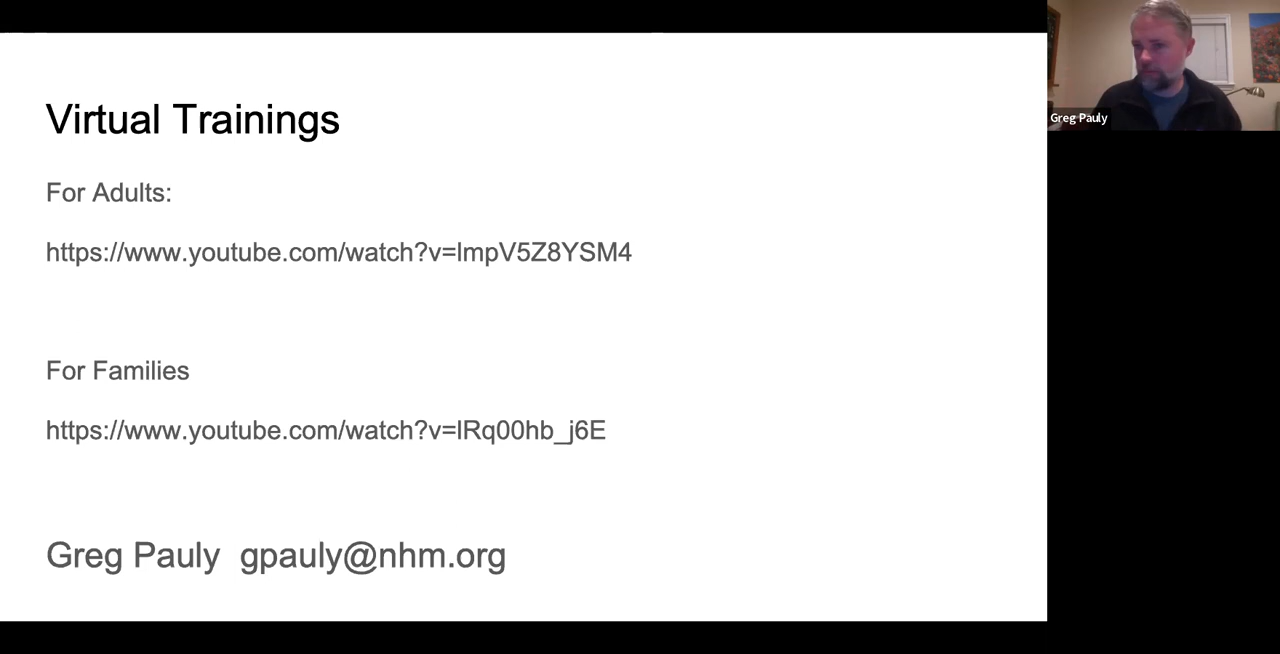 Virtual Trainings
For Adults:
https://www.youtube.com/watch?v=lmpV5Z8YSM4
For Families
https://www.youtube.com/watch?v=lRq00hb_j6E
Greg Pauly gpauly@nhm.org
Greg Pauly